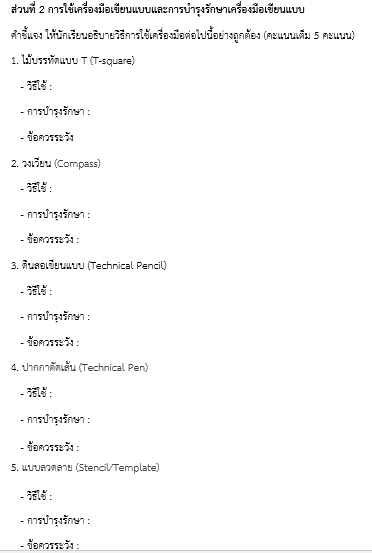 ส่วนที่ 2 การใช้เครื่องมือเขียนแบบและการบำรุงรักษาเครื่องมือเขียนแบบ
คำชี้แจง ให้นักเรียนอธิบายวิธีการใช้เครื่องมือต่อไปนี้อย่างถูกต้อง (คะแนนเต็ม 5 คะแนน)
1. ไม้บรรทัดแบบ T (T-square)
- วิธีใช้ :
- การบำรุงรักษา :
- ข้อควรระวัง
2. วงเวียน (Compass)
- วิธีใช้ :
- การบำรุงรักษา :
- ข้อควรระวัง :
3. ดินสอเขียนแบบ (Technical Pencil)
- วิธีใช้ :
- การบำรุงรักษา :
- ข้อควรระวัง :
4. ปากกาตัดเส้น (Technical Pen)
- วิธีใช้ :
- การบำรุงรักษา :
- ข้อควรระวัง :
5. แบบลวดลาย (Stencil/Template)
- วิธีใช้ :
- การบำรุงรักษา :
- ข้อควรระวัง :